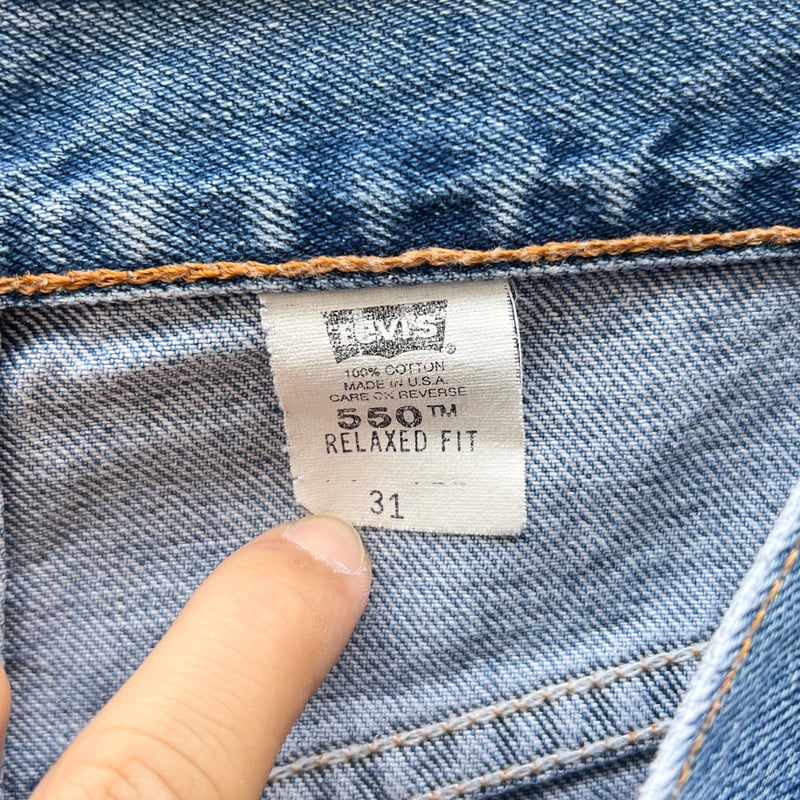 LEVI'S®
100% COTTON
MADE IN U.S.A.
CARE ON REVERSE
550™
RELAXED FIT
31